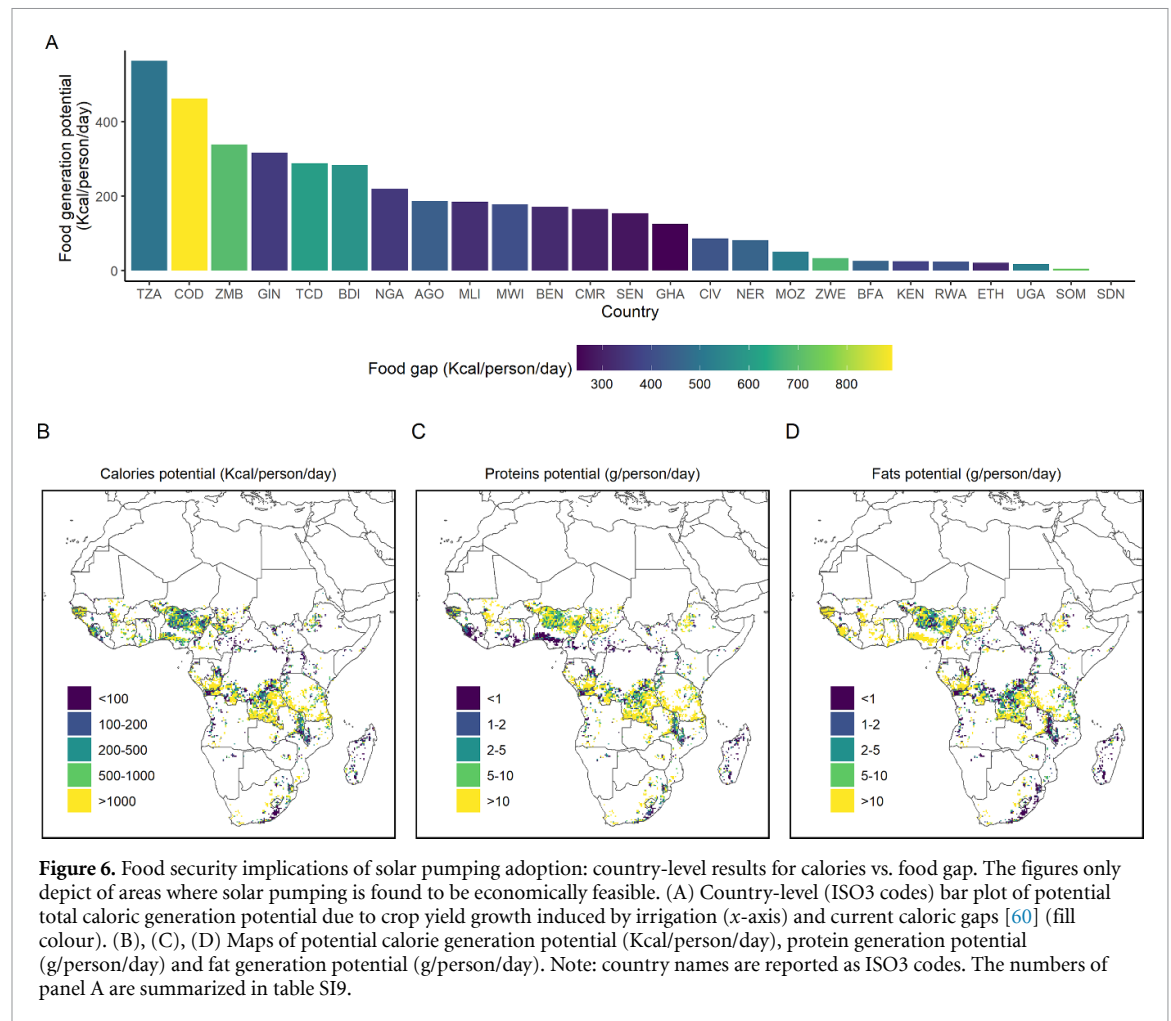 A
Food generation potential
(Kcal/person/day)
400
200
0
TZA COD ZMB GIN TCD BDI NGA AGO MLI MWI BEN CMR SEN GHA CIV NER MOZ ZWE BFA KEN RWA ETH UGA SOM SDN
Country
Food gap (Kcal/person/day)
300 400 500 600 700 800
B
Calories potential (Kcal/person/day)
<100
100-200
200-500
500-1000
>1000
C
Proteins potential (g/person/day)
<1
1-2
2-5
5-10
>10
D
Fats potential (g/person/day)
<1
1-2
2-5
5-10
>10
Figure 6. Food security implications of solar pumping adoption: country-level results for calories vs. food gap. The figures only
depict of areas where solar pumping is found to be economically feasible. (A) Country-level (ISO3 codes) bar plot of potential
total caloric generation potential due to crop yield growth induced by irrigation (x-axis) and current caloric gaps [60] (fill
colour). (B), (C), (D) Maps of potential calorie generation potential (Kcal/person/day), protein generation potential
(g/person/day) and fat generation potential (g/person/day). Note: country names are reported as ISO3 codes. The numbers of
panel A are summarized in table SI9.